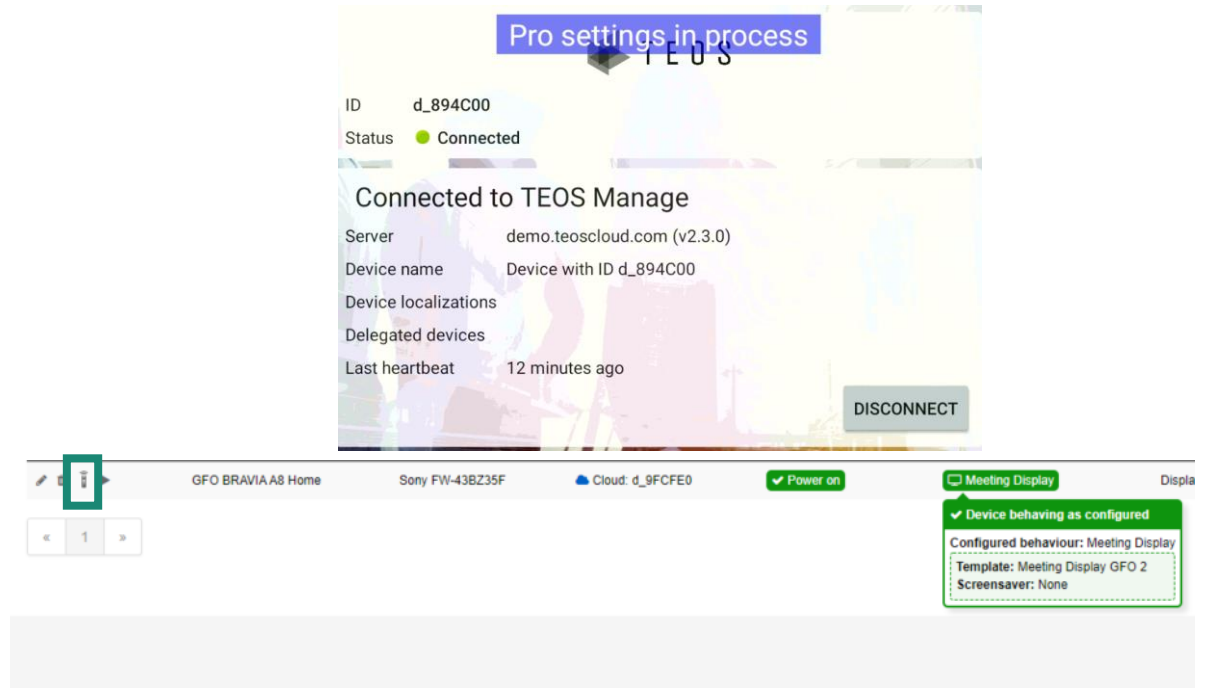 Pro settings in process
TEOS
ID d_894C00
Status Connected
Connected to TEOS Manage
Server demo.teoscloud.com (v2.3.0)
Device name Device with ID d_894C00
Device localizations
Delegated devices
Last heartbeat 12 minutes ago
DISCONNECT
GFO BRAVIA A8 Home Sony FW-43BZ35F Cloud: d_9FCFE0 Power on Meeting Display Displa
Device behaving as configured
« 1 »
Configured behaviour: Meeting Display
Template: Meeting Display GFO 2
Screensaver: None